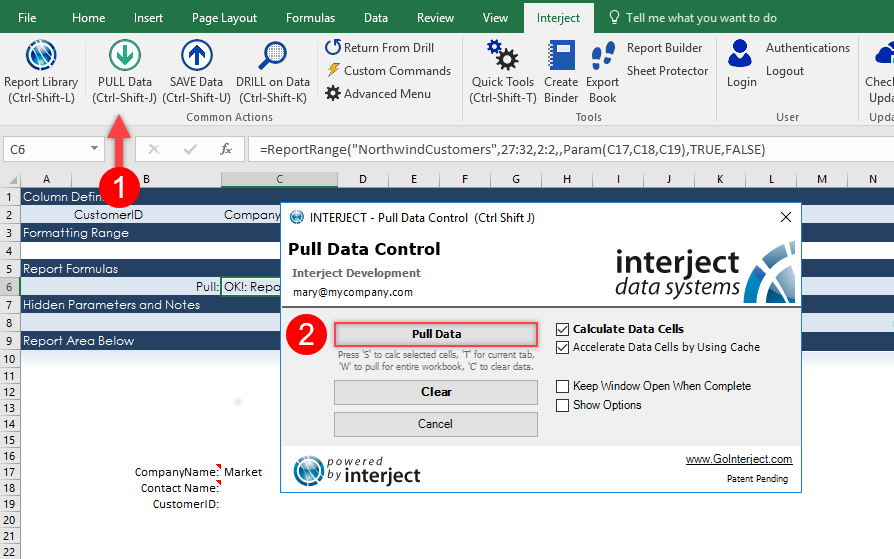 File Home Insert Page Layout Formulas Data Review View Interject Tell me what you want to do
Report Library (Ctrl-Shift-L)
PULL Data (Ctrl-Shift-J)
SAVE Data (Ctrl-Shift-U)
DRILL on Data (Ctrl-Shift-K)
Return From Drill
Custom Commands
Advanced Menu
Common Actions
Quick Tools (Ctrl-Shift-T)
Create Binder
Export Book
Report Builder
Sheet Protector
Tools
Login
Authentications
Logout
User
Upda
C6 fx =ReportRange("NorthwindCustomers",27:32,2:2,,Param(C17,C18,C19),TRUE,FALSE)
1
A B C D E F G H I J K L M N
1 Column Defin
2 CustomerID Company
3 Formatting Range
4
5 Report Formulas
6 Pull: OK!: Repo
7 Hidden Parameters and Notes
8
9 Report Area Below
10
11
12
13
14
15
16
17 CompanyName: Market
18 Contact Name:
19 CustomerID:
20
21
22
INTERJECT - Pull Data Control (Ctrl Shift J)
Pull Data Control
Interject Development
mary@mycompany.com
interject
data systems
2
Pull Data
Press 'S' to calc selected cells, 'T' for current tab,
'W' to pull for entire workbook, 'C' to clear data.
Clear
Cancel
Calculate Data Cells
Accelerate Data Cells by Using Cache
Keep Window Open When Complete
Show Options
powered
by interject
www.GoInterject.com
Patent Pending